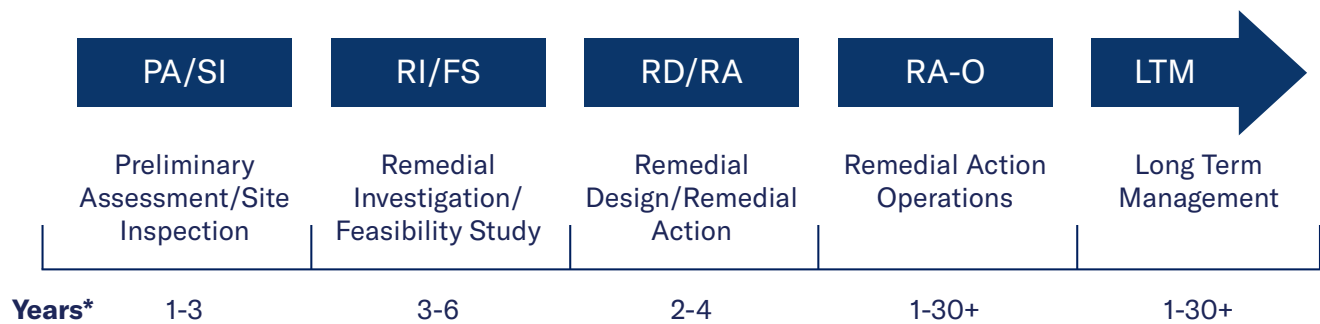 PA/SI
RI/FS
RD/RA
RA-O
LTM
Preliminary
Assessment/Site
Inspection
Remedial
Investigation/
Feasibility Study
Remedial
Design/Remedial
Action
Remedial Action
Operations
Long Term
Management
Years* 1-3 3-6 2-4 1-30+ 1-30+